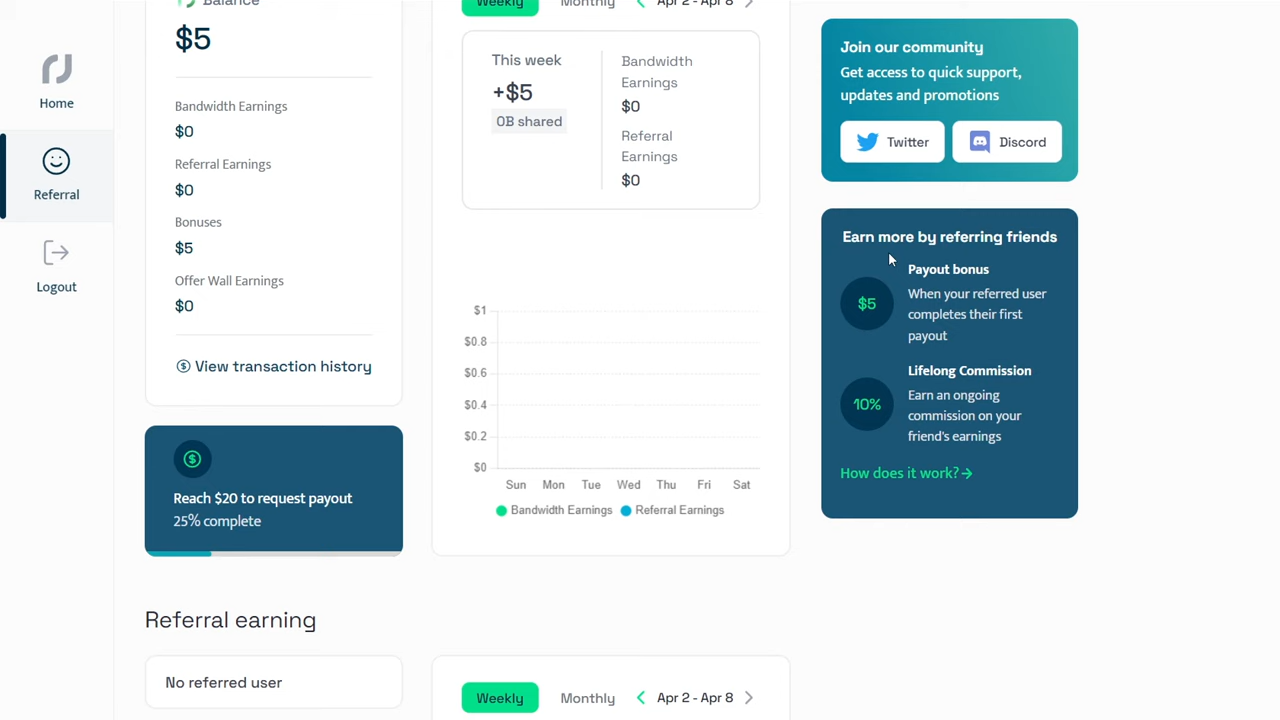 Home
Referral
Logout
Balance
$5
Bandwidth Earnings
$0
Referral Earnings
$0
Bonuses
$5
Offer Wall Earnings
$0
View transaction history
$
Reach $20 to request payout
25% complete
Weekly
Monthly
Apr 2 - Apr 8
This week
+$5
0B shared
Bandwidth
Earnings
$0
Referral
Earnings
$0
$1
$0.8
$0.6
$0.4
$0.2
$0
Sun Mon Tue Wed Thu Fri Sat
Bandwidth Earnings Referral Earnings
Join our community
Get access to quick support,
updates and promotions
Twitter
Discord
Earn more by referring friends
Payout bonus
$5
When your referred user
completes their first
payout
Lifelong Commission
10%
Earn an ongoing
commission on your
friend's earnings
How does it work?
Referral earning
No referred user
Weekly
Monthly
Apr 2 - Apr 8